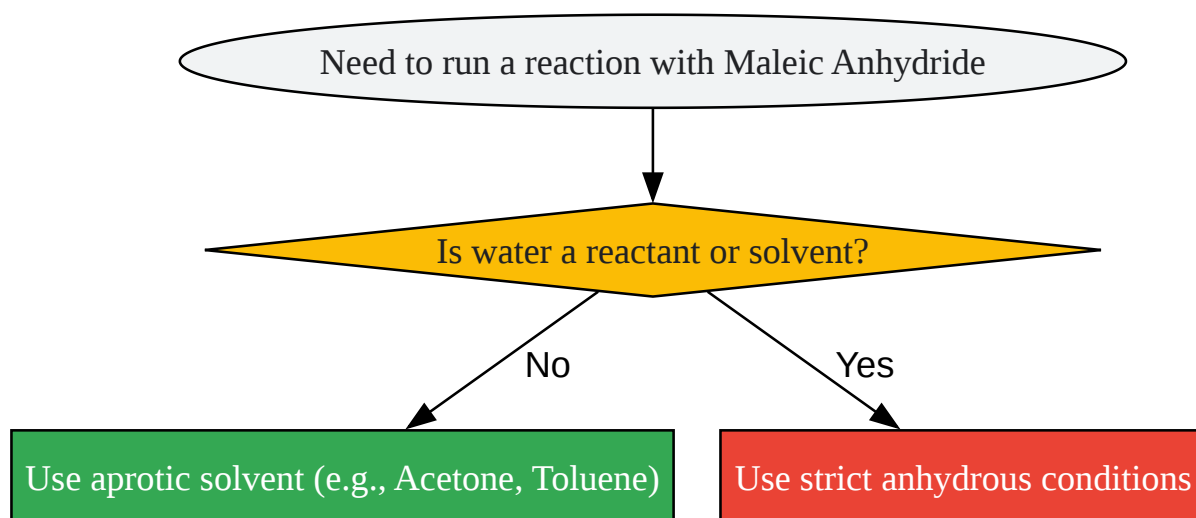 Need to run a reaction with Maleic Anhydride
Is water a reactant or solvent?
No
Yes
Use aprotic solvent (e.g., Acetone, Toluene)
Use strict anhydrous conditions